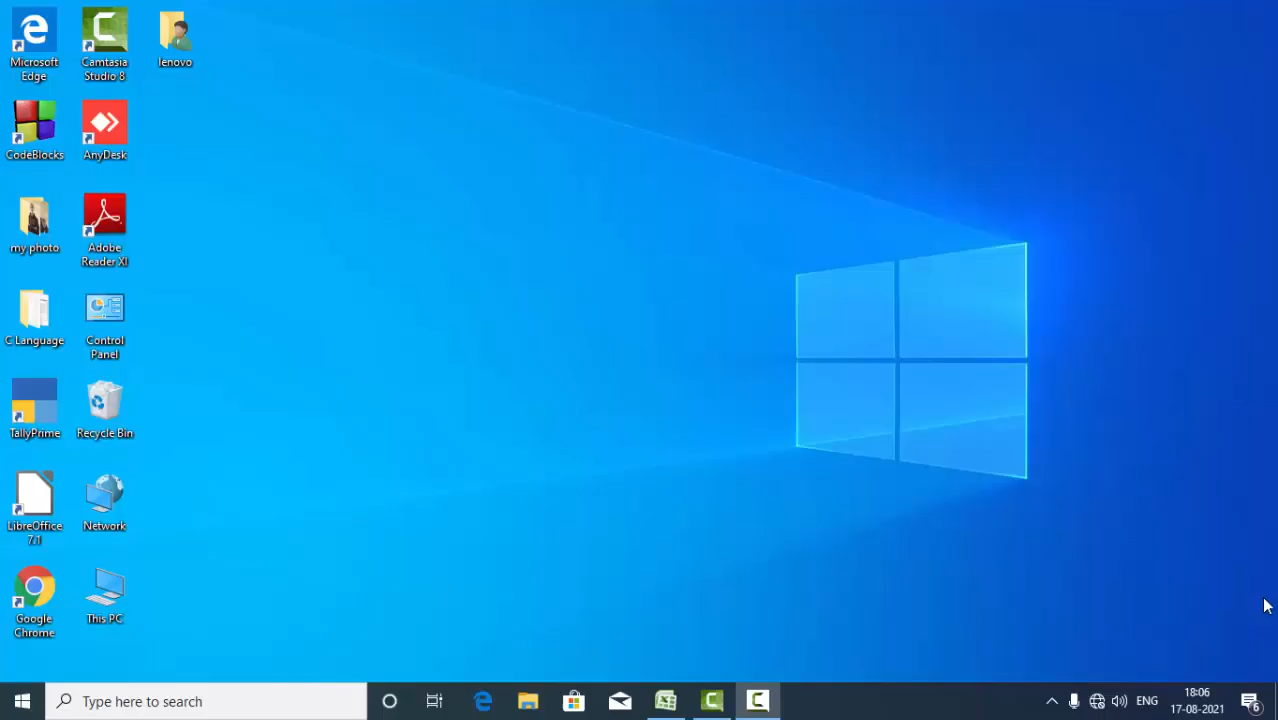 Microsoft
Edge
Camtasia
Studio 8
lenovo
CodeBlocks
AnyDesk
my photo
Adobe
Reader XI
C Language
Control
Panel
TallyPrime
Recycle Bin
LibreOffice
7.1
Network
Google
Chrome
This PC
Type here to search
ENG
18:06
17-08-2021
6